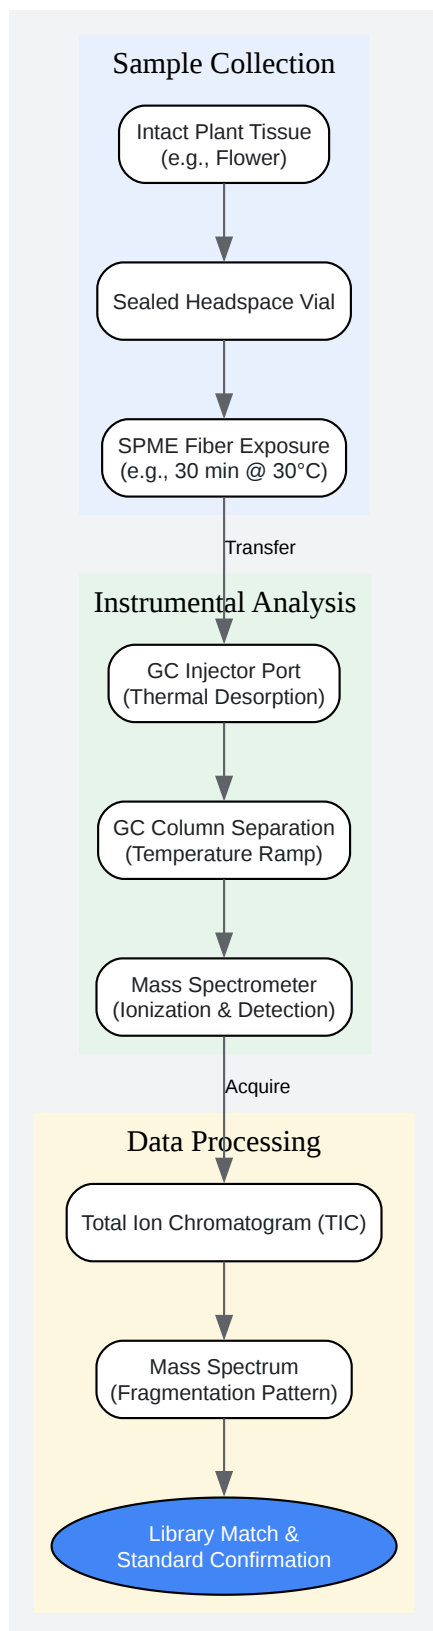 Sample Collection
Intact Plant Tissue
(e.g., Flower)
Sealed Headspace Vial
SPME Fiber Exposure
(e.g., 30 min @ 30°C)
Transfer
Instrumental Analysis
GC Injector Port
(Thermal Desorption)
GC Column Separation
(Temperature Ramp)
Mass Spectrometer
(Ionization & Detection)
Acquire
Data Processing
Total Ion Chromatogram (TIC)
Mass Spectrum
(Fragmentation Pattern)
Library Match &
Standard Confirmation